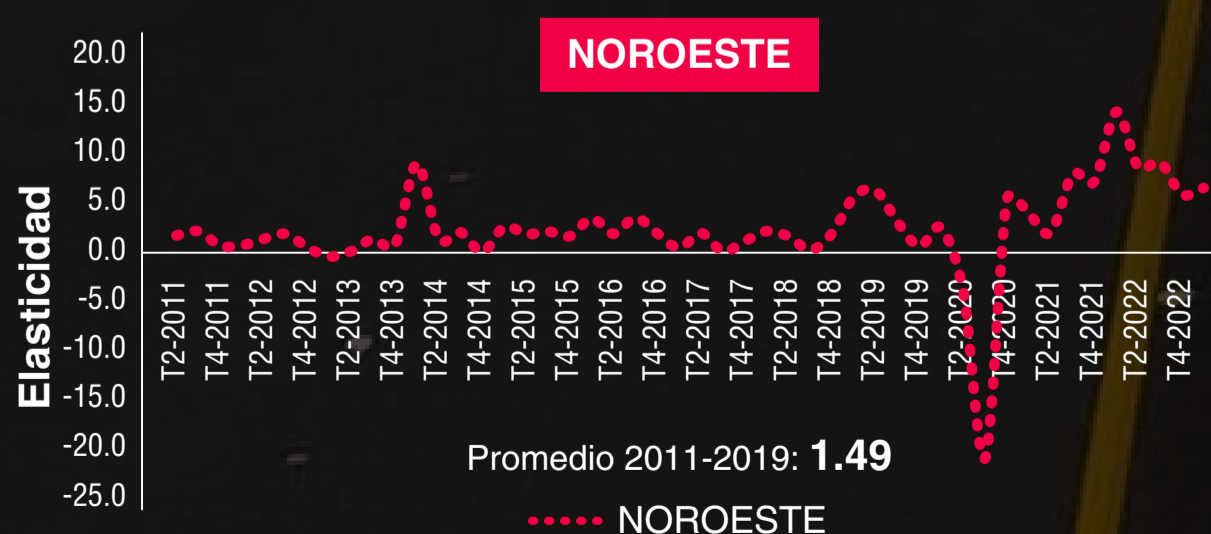 NOROESTE
Elasticidad
20.0
15.0
10.0
5.0
0.0
-5.0
-10.0
-15.0
-20.0
-25.0
T2-2011
T4-2011
T2-2012
T4-2012
T2-2013
T4-2013
T2-2014
T4-2014
T2-2015
T4-2015
T2-2016
T4-2016
T2-2017
T4-2017
T2-2018
T4-2018
T2-2019
T4-2019
T2-2020
T4-2020
T2-2021
T4-2021
T2-2022
T4-2022
Promedio 2011-2019: 1.49
NOROESTE